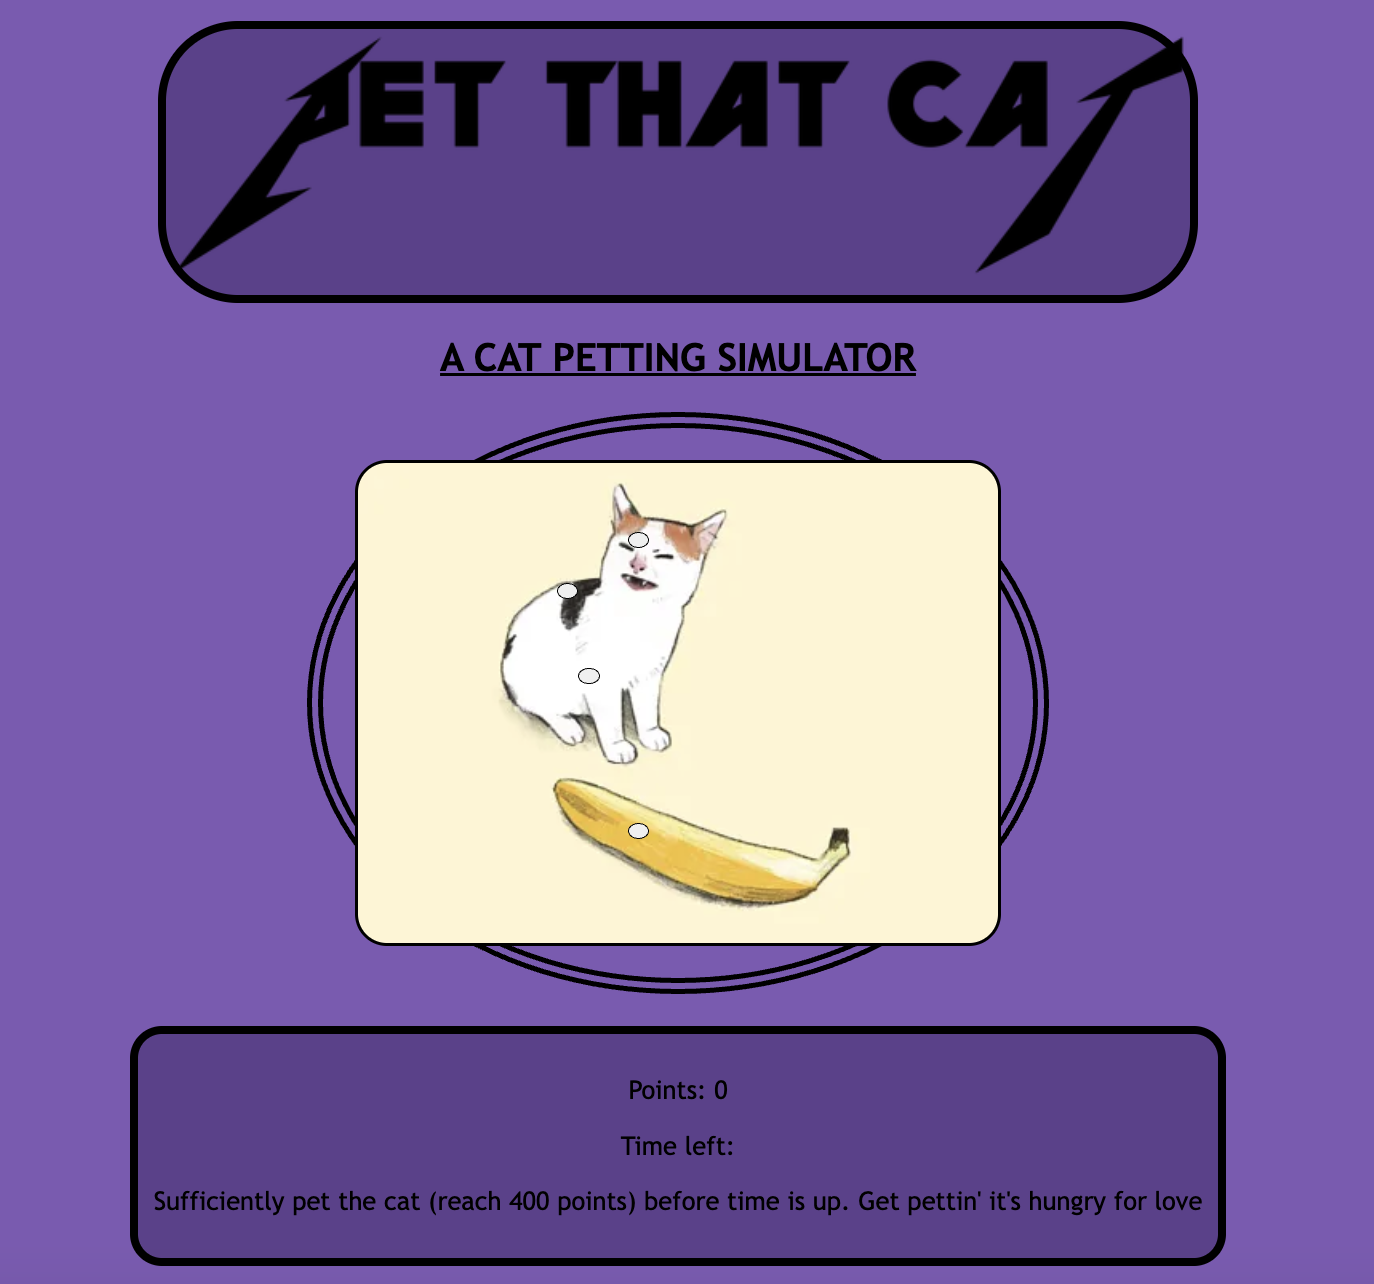 PET THAT CAT
A CAT PETTING SIMULATOR
Points: 0
Time left:
Sufficiently pet the cat (reach 400 points) before time is up. Get pettin' it's hungry for love